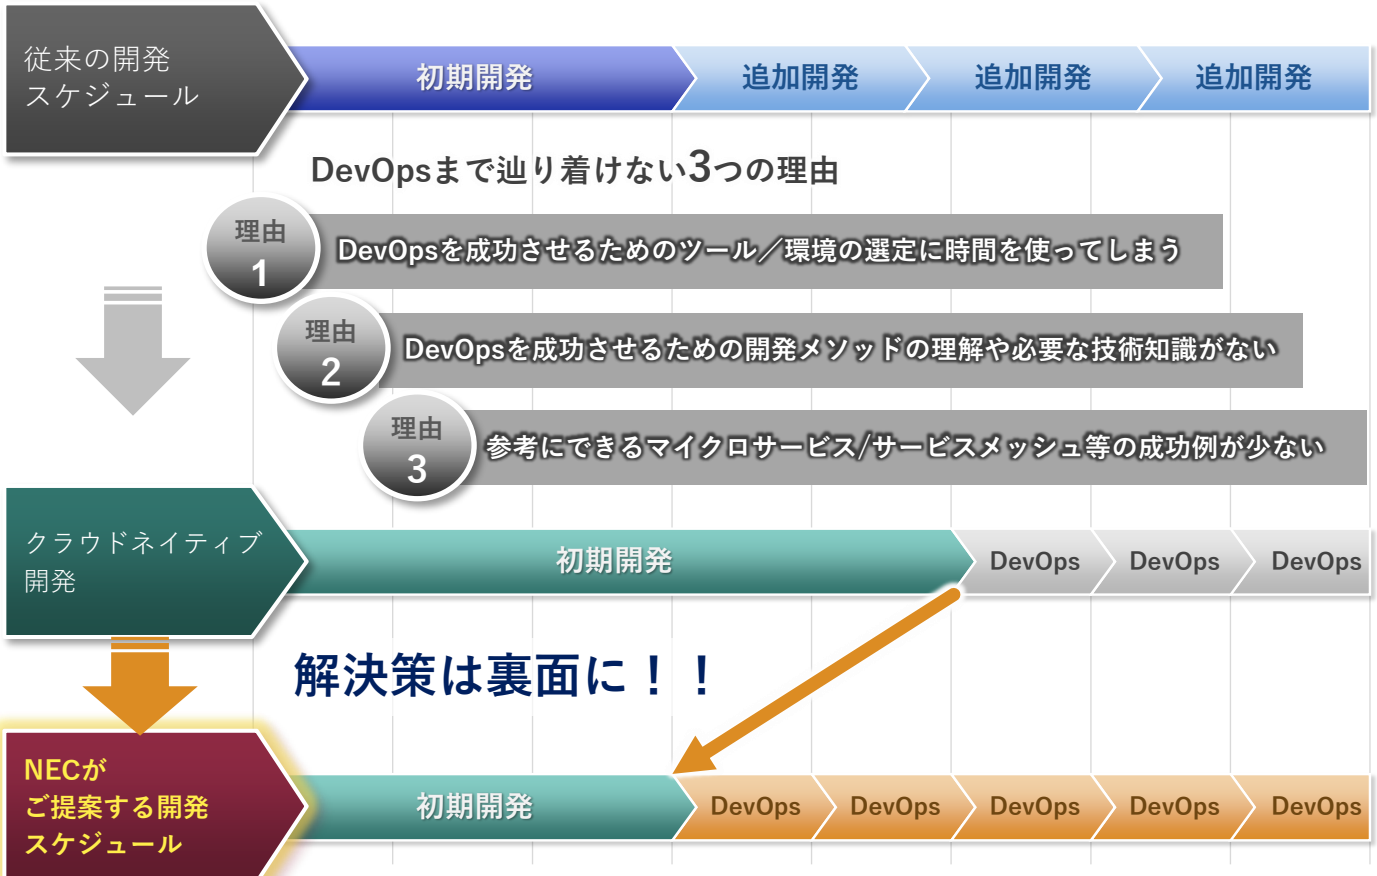 従来の開発
スケジュール
初期開発
追加開発
追加開発
追加開発
DevOpsまで辿り着けない3つの理由
理由
1
DevOpsを成功させるためのツール／環境の選定に時間を使ってしまう
理由
2
DevOpsを成功させるための開発メソッドの理解や必要な技術知識がない
理由
3
参考にできるマイクロサービス/サービスメッシュ等の成功例が少ない
クラウドネイティブ
開発
初期開発
DevOps
DevOps
DevOps
解決策は裏面に！！
NECが
ご提案する開発
スケジュール
初期開発
DevOps
DevOps
DevOps
DevOps
DevOps